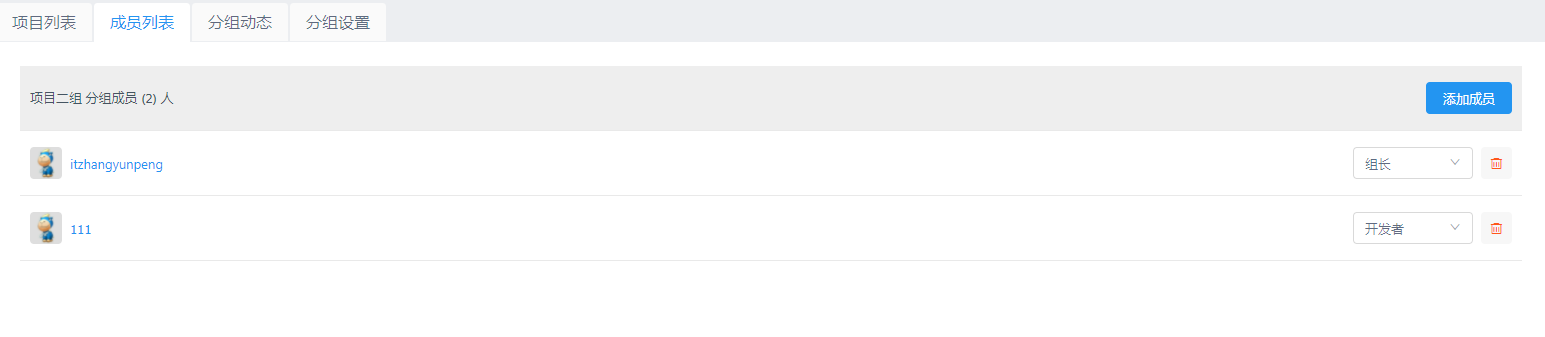 项目列表 成员列表 分组动态 分组设置
项目二组 分组成员 (2) 人 添加成员
itzhangyunpeng 组长
111 开发者